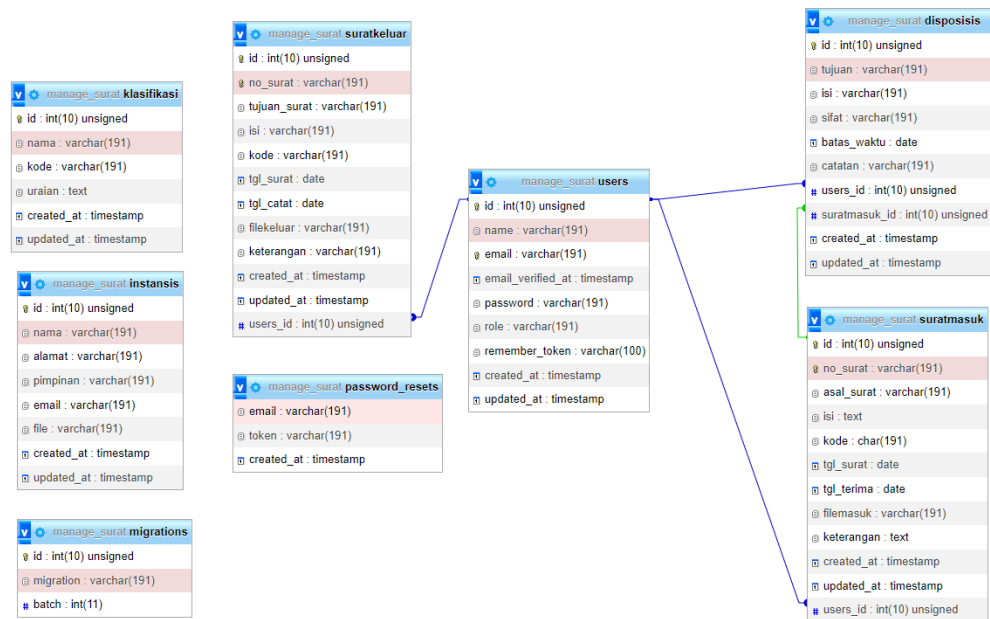 manage_surat klasifikasi
id : int(10) unsigned
nama : varchar(191)
kode : varchar(191)
uraian : text
created_at : timestamp
updated_at : timestamp
manage_surat instansis
id : int(10) unsigned
nama : varchar(191)
alamat : varchar(191)
pimpinan : varchar(191)
email : varchar(191)
file : varchar(191)
created_at : timestamp
updated_at : timestamp
manage_surat migrations
id : int(10) unsigned
migration : varchar(191)
batch : int(11)
manage_surat suratkeluar
id : int(10) unsigned
no_surat : varchar(191)
tujuan_surat : varchar(191)
isi : varchar(191)
kode : varchar(191)
tgl_surat : date
tgl_catat : date
filekeluar : varchar(191)
keterangan : varchar(191)
created_at : timestamp
updated_at : timestamp
users_id : int(10) unsigned
manage_surat password_resets
email : varchar(191)
token : varchar(191)
created_at : timestamp
manage_surat users
id : int(10) unsigned
name : varchar(191)
email : varchar(191)
email_verified_at : timestamp
password : varchar(191)
role : varchar(191)
remember_token : varchar(100)
created_at : timestamp
updated_at : timestamp
manage_surat disposisis
id : int(10) unsigned
tujuan : varchar(191)
isi : varchar(191)
sifat : varchar(191)
batas_waktu : date
catatan : varchar(191)
users_id : int(10) unsigned
suratmasuk_id : int(10) unsigned
created_at : timestamp
updated_at : timestamp
manage_surat suratmasuk
id : int(10) unsigned
no_surat : varchar(191)
asal_surat : varchar(191)
isi : text
kode : char(191)
tgl_surat : date
tgl_terima : date
filemasuk : varchar(191)
keterangan : text
created_at : timestamp
updated_at : timestamp
users_id : int(10) unsigned